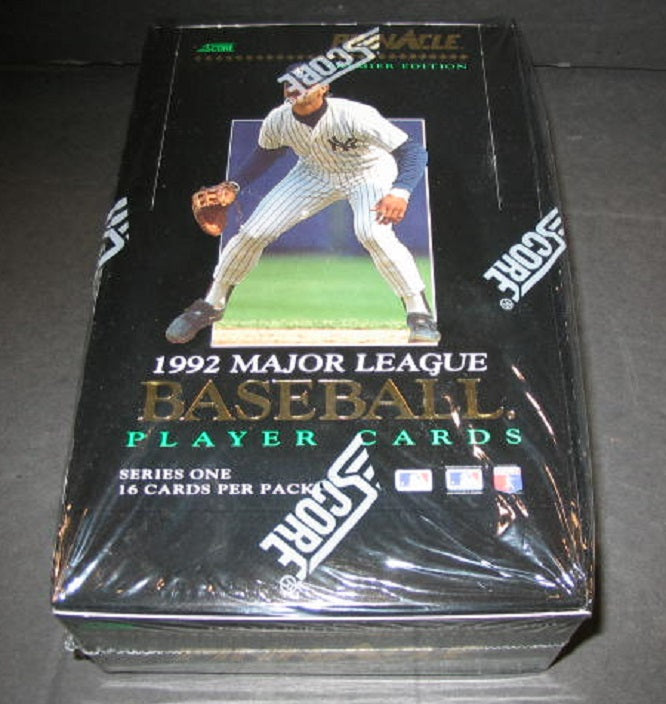 SCORE
PINNACLE
PREMIER EDITION
SCORE
NY
SCORE
1992 MAJOR LEAGUE
BASEBALL.
PLAYER CARDS
SERIES ONE
16 CARDS PER PACK
SCORE